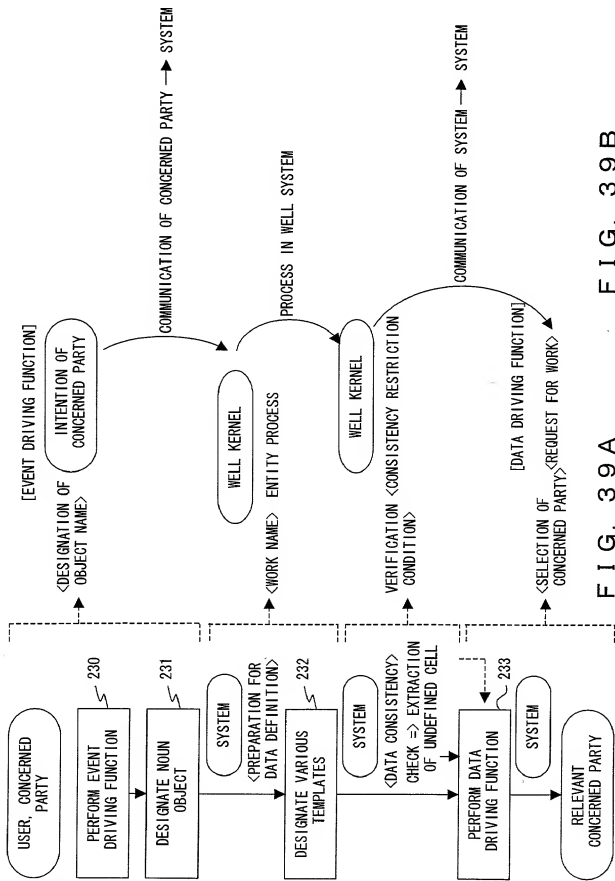 USER, CONCERNED
PARTY
PERFORM EVENT
DRIVING FUNCTION
230
DESIGNATE NOUN
OBJECT
231
SYSTEM
<PREPARATION FOR
DATA DEFINITION>
DESIGNATE VARIOUS
TEMPLATES
232
SYSTEM
<DATA CONSISTENCY>
CHECK => EXTRACTION
OF UNDEFINED CELL
PERFORM DATA
DRIVING FUNCTION
233
SYSTEM
RELEVANT
CONCERNED PARTY
FIG. 39A
[EVENT DRIVING FUNCTION]
<DESIGNATION OF
OBJECT NAME>
INTENTION OF
CONCERNED PARTY
COMMUNICATION OF CONCERNED PARTY → SYSTEM
WELL KERNEL
<WORK NAME> ENTITY PROCESS
PROCESS IN WELL SYSTEM
WELL KERNEL
VERIFICATION <CONSISTENCY RESTRICTION
CONDITION>
COMMUNICATION OF SYSTEM → SYSTEM
[DATA DRIVING FUNCTION]
<SELECTION OF
CONCERNED PARTY>
<REQUEST FOR WORK>
FIG. 39B